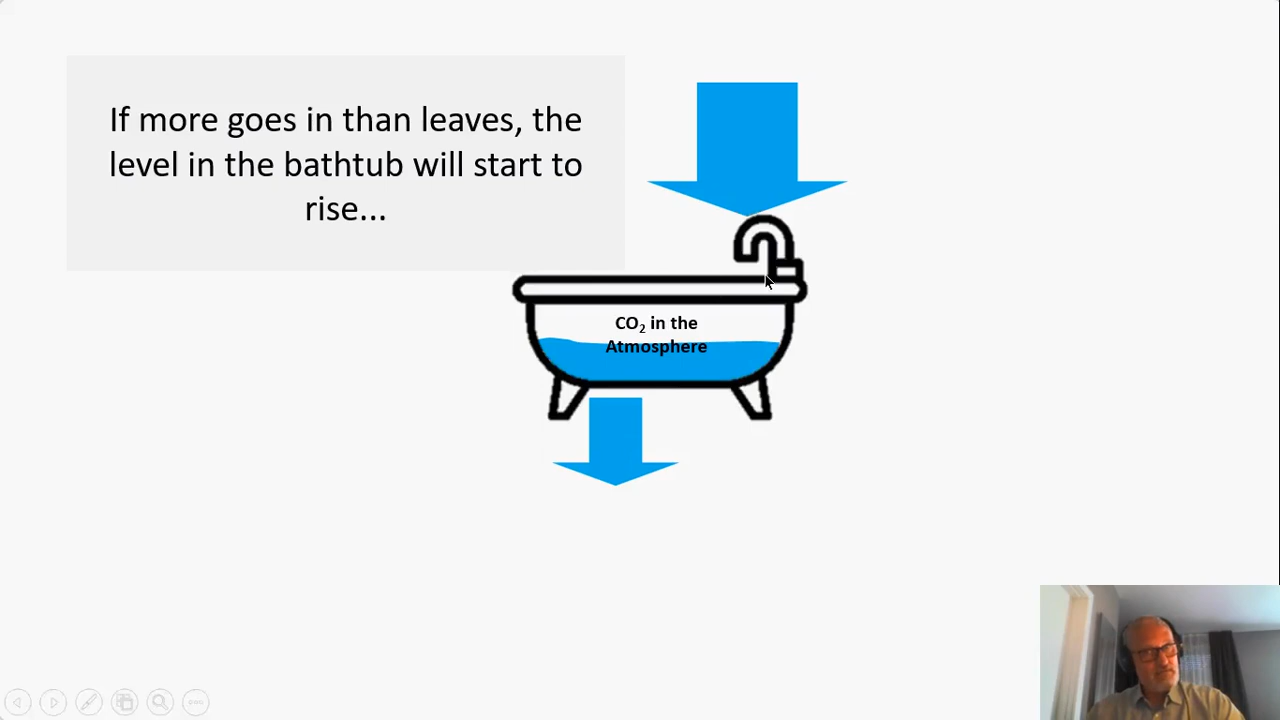 If more goes in than leaves, the
level in the bathtub will start to
rise...
CO₂ in the
Atmosphere